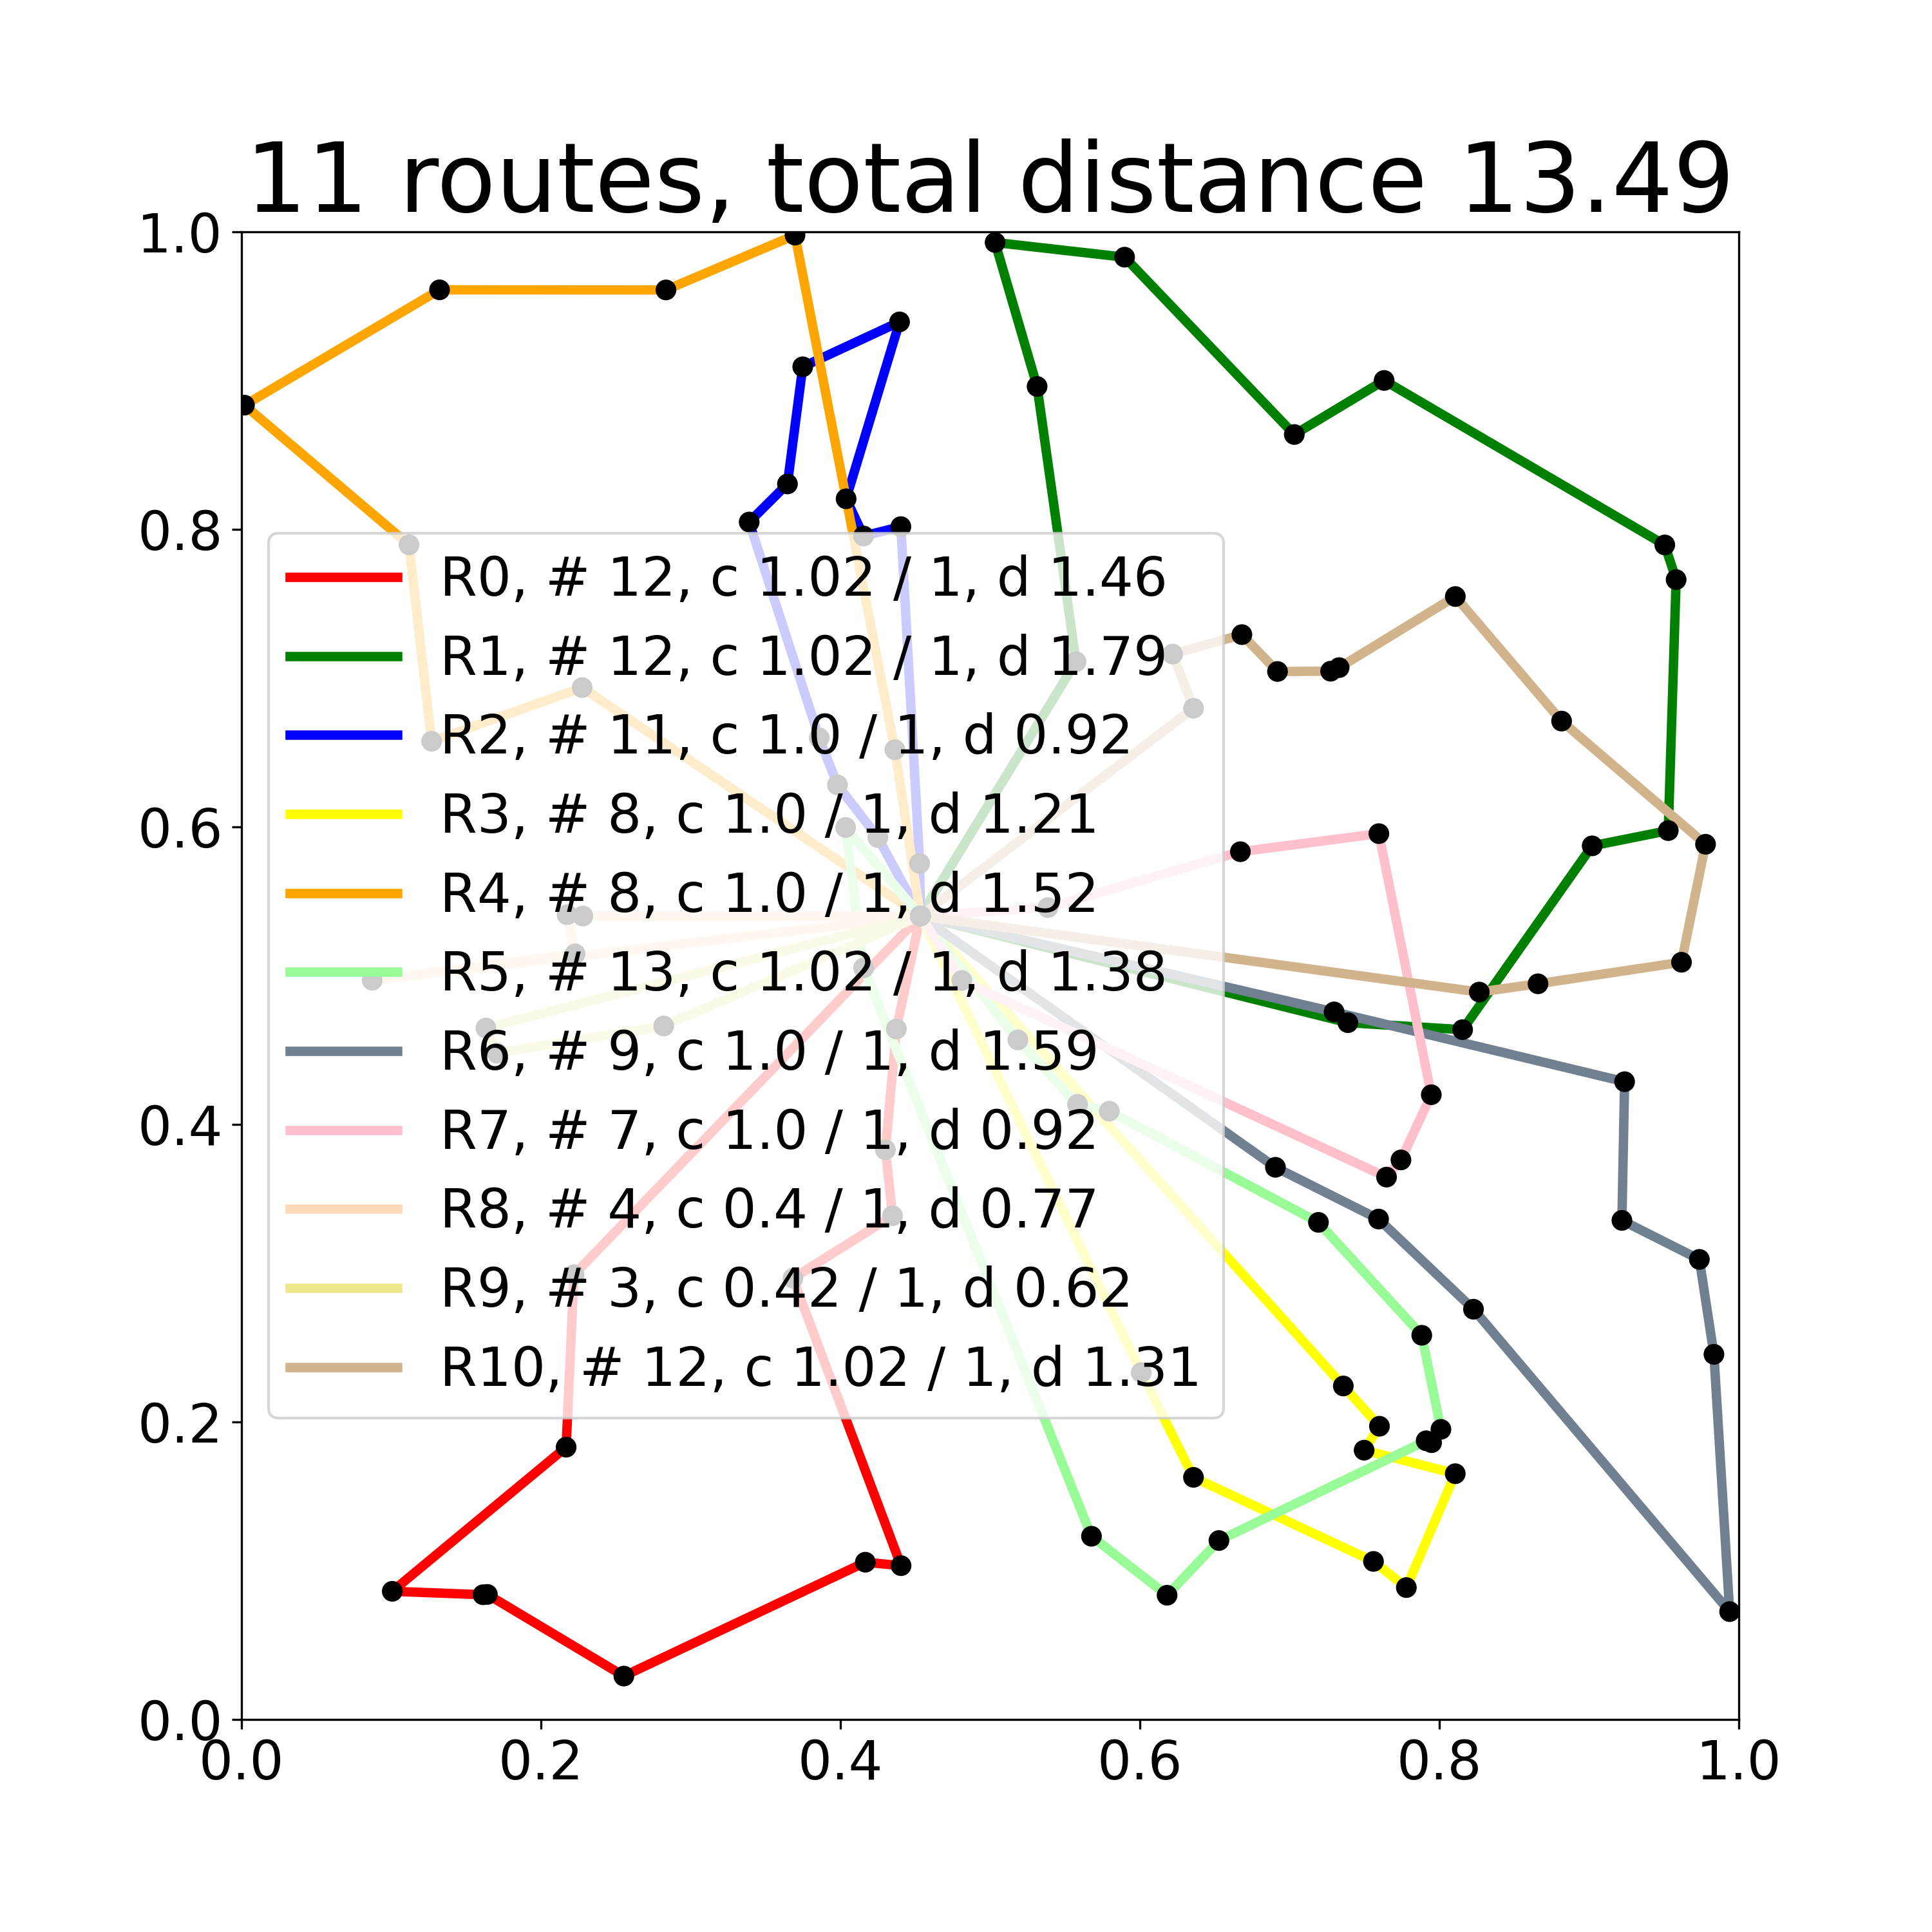 11 routes, total distance 13.49
1.0
0.8
0.6
0.4
0.2
0.0
R0, # 12, c 1.02 / 1, d 1.46
R1, # 12, c 1.02 / 1, d 1.79
R2, # 11, c 1.0 / 1, d 0.92
R3, # 8, c 1.0 / 1, d 1.21
R4, # 8, c 1.0 / 1, d 1.52
R5, # 13, c 1.02 / 1, d 1.38
R6, # 9, c 1.0 / 1, d 1.59
R7, # 7, c 1.0 / 1, d 0.92
R8, # 4, c 0.4 / 1, d 0.77
R9, # 3, c 0.42 / 1, d 0.62
R10, # 12, c 1.02 / 1, d 1.31
0.0 0.2 0.4 0.6 0.8 1.0